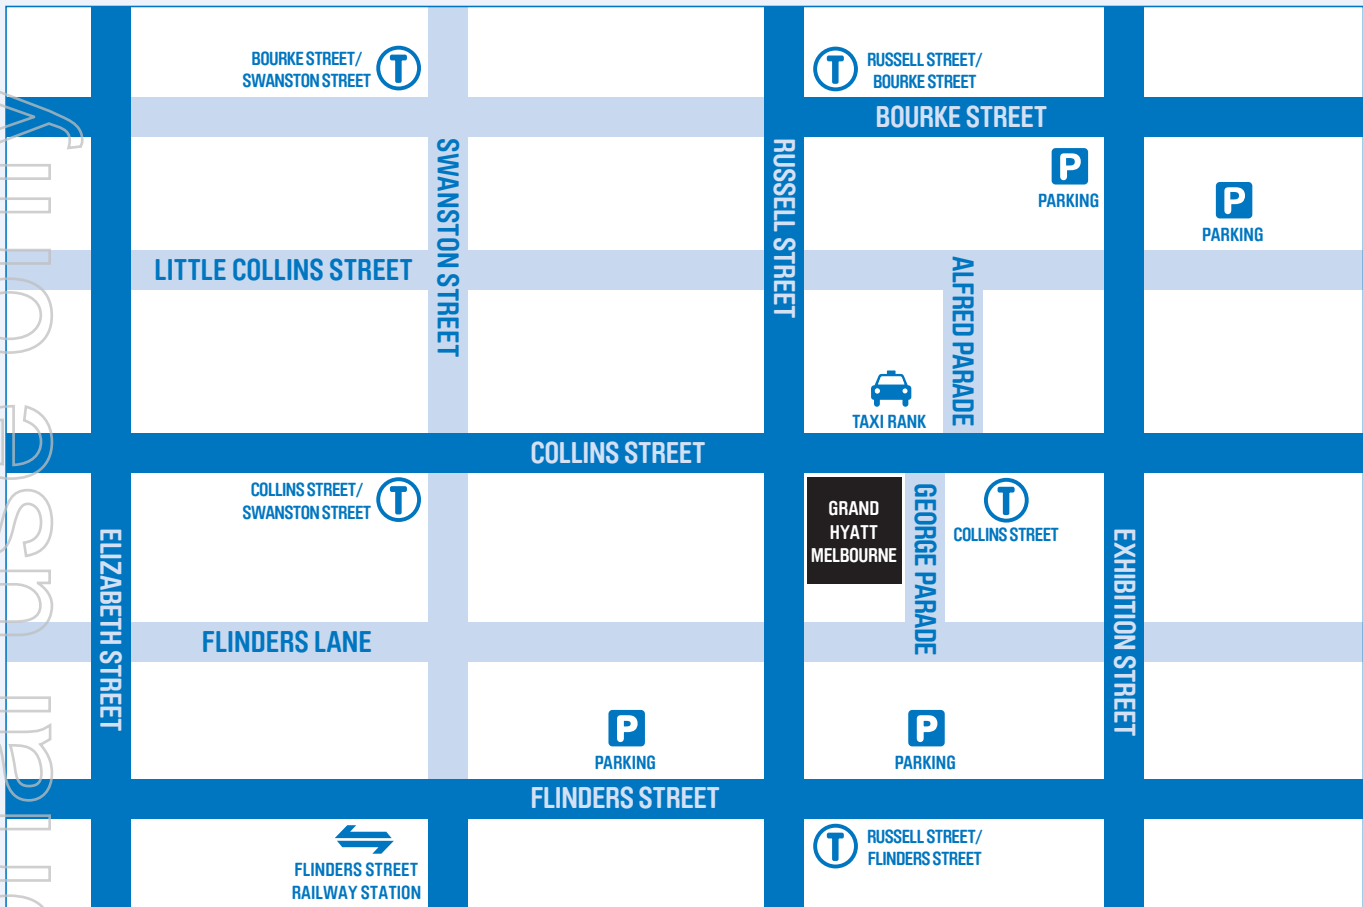 BOURKE STREET/
SWANSTON STREET
T
T
RUSSELL STREET/
BOURKE STREET
BOURKE STREET
SWANSTON STREET
RUSSELL STREET
P
PARKING
P
PARKING
LITTLE COLLINS STREET
ALFRED PARADE
TAXI RANK
COLLINS STREET
COLLINS STREET/
SWANSTON STREET
T
GRAND
HYATT
MELBOURNE
GEORGE PARADE
T
COLLINS STREET
ELIZABETH STREET
EXHIBITION STREET
FLINDERS LANE
P
PARKING
P
PARKING
FLINDERS STREET
FLINDERS STREET
RAILWAY STATION
T
RUSSELL STREET/
FLINDERS STREET
use only